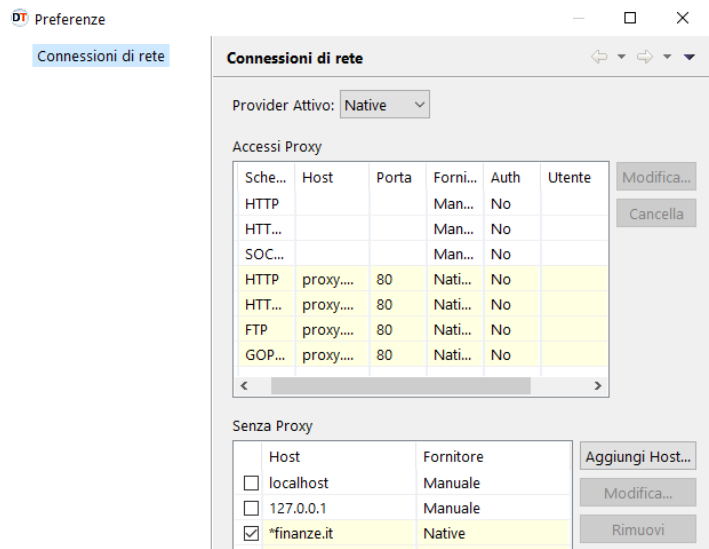 DT Preferenze
Connessioni di rete
Connessioni di rete
Provider Attivo: Native
Accessi Proxy
Sche... Host Porta Forni... Auth Utente
HTTP Man... No
HTT... Man... No
SOC... Man... No
HTTP proxy.... 80 Nati... No
HTT... proxy.... 80 Nati... No
FTP proxy.... 80 Nati... No
GOP... proxy.... 80 Nati... No
Modifica...
Cancella
Senza Proxy
Host Fornitore
localhost Manuale
127.0.0.1 Manuale
*finanze.it Native
Aggiungi Host...
Modifica...
Rimuovi